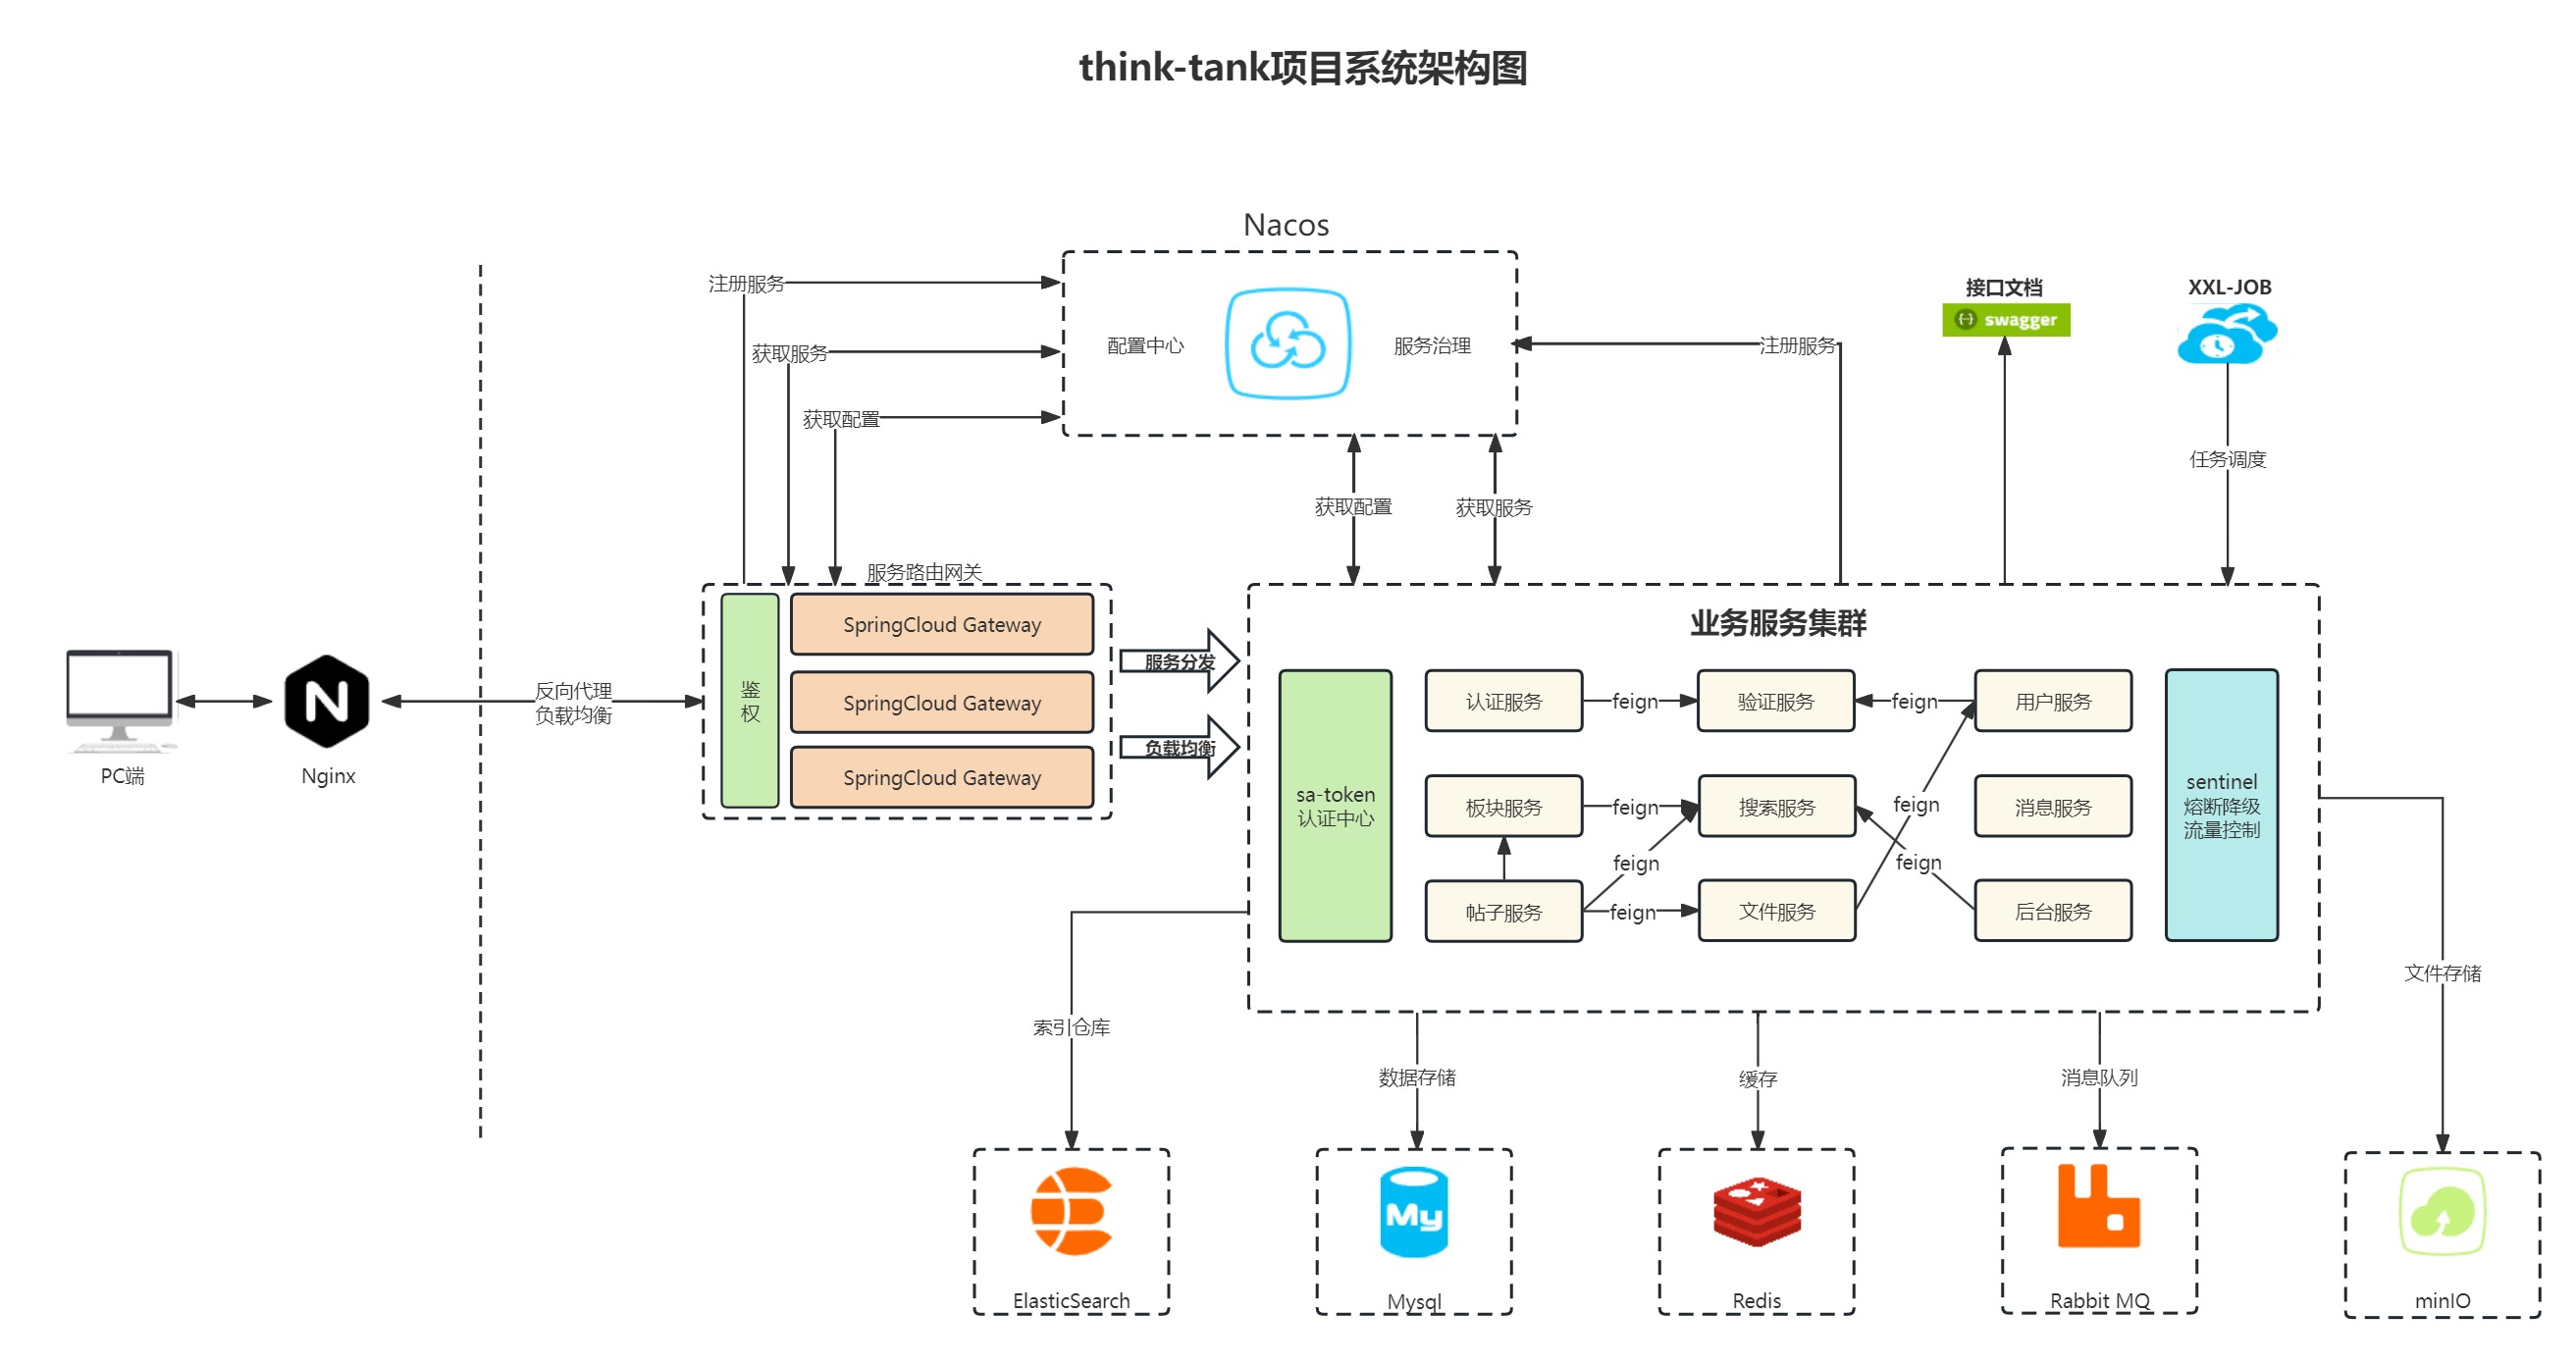 think-tank项目系统架构图
Nacos
注册服务
获取服务
获取配置
配置中心
服务治理
注册服务
接口文档
swagger
XXL-JOB
任务调度
获取配置
获取服务
服务路由网关
鉴
权
SpringCloud Gateway
SpringCloud Gateway
SpringCloud Gateway
服务分发
负载均衡
PC端
N
Nginx
反向代理
负载均衡
业务服务集群
sa-token
认证中心
认证服务
feign
验证服务
feign
用户服务
板块服务
feign
搜索服务
feign
消息服务
feign
feign
帖子服务
feign
文件服务
后台服务
sentinel
熔断降级
流量控制
索引仓库
数据存储
缓存
消息队列
文件存储
ElasticSearch
My
Mysql
Redis
Rabbit MQ
minIO